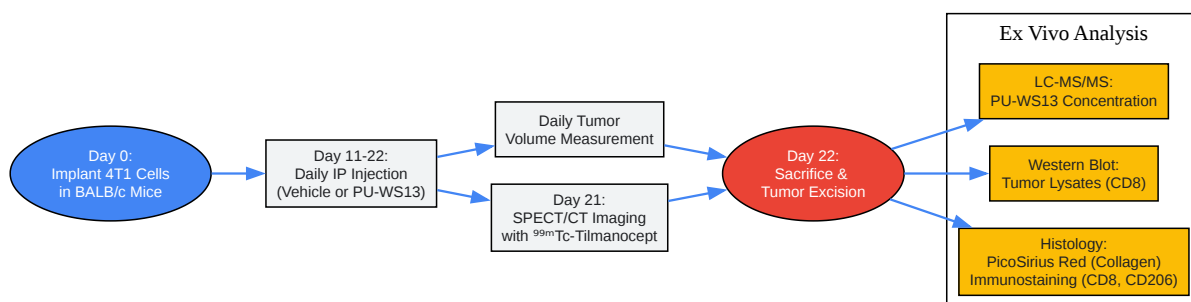 Day 0:
Implant 4T1 Cells
in BALB/c Mice
Day 11-22:
Daily IP Injection
(Vehicle or PU-WS13)
Daily Tumor
Volume Measurement
Day 21:
SPECT/CT Imaging
with ⁹⁹ᵐTc-Tilmanocept
Day 22:
Sacrifice &
Tumor Excision
Ex Vivo Analysis
LC-MS/MS:
PU-WS13 Concentration
Western Blot:
Tumor Lysates (CD8)
Histology:
PicoSirius Red (Collagen)
Immunostaining (CD8, CD206)